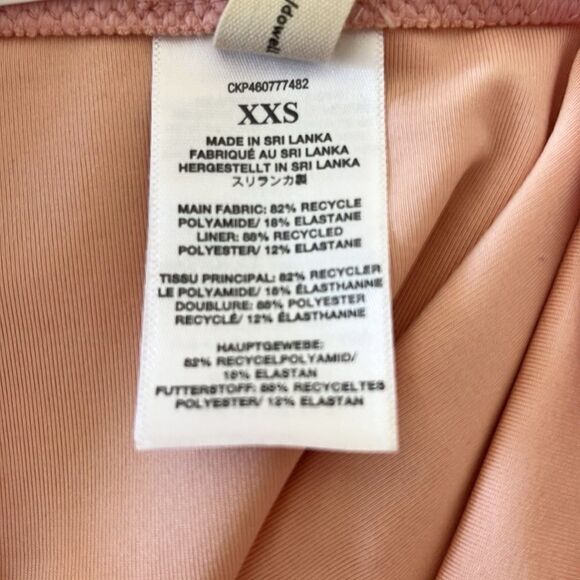 /dowell
CKP460777482
XXS
MADE IN SRI LANKA
FABRIQUÉ AU SRI LANKA
HERGESTELLT IN SRI LANKA
スリランカ製
MAIN FABRIC: 82% RECYCLE
POLYAMIDE/ 18% ELASTANE
LINER: 88% RECYCLED
POLYESTER/ 12% ELASTANE
TISSU PRINCIPAL: 82% RECYCLER
LE POLYAMIDE/ 18% ÉLASTHANNE
DOUBLURE: 88% POLYESTER
RECYCLÉ/ 12% ÉLASTHANNE
HAUPTGEWEBE:
82% RECYCELPOLYAMID/
18% ELASTAN
FUTTERSTOFF: 88% RECYCELTES
POLYESTER/ 12% ELASTAN